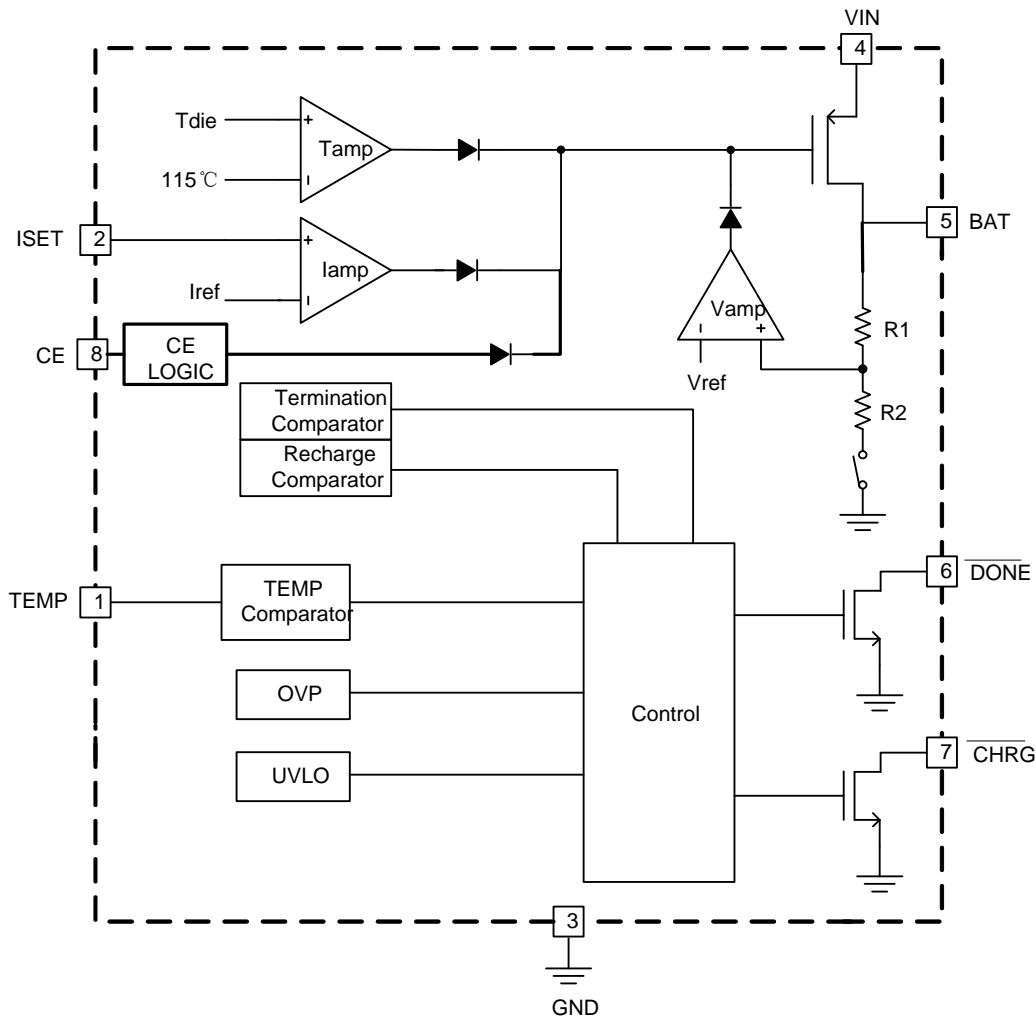 VIN
4
Tdie
+
Tamp
115℃
-
ISET
2
+
Iamp
Iref
-
5
BAT
Vamp
-
+
Vref
R1
CE
8
CE
LOGIC
R2
Termination
Comparator
Recharge
Comparator
TEMP
1
TEMP
Comparator
6
DONE
OVP
Control
UVLO
7
CHRG
3
GND